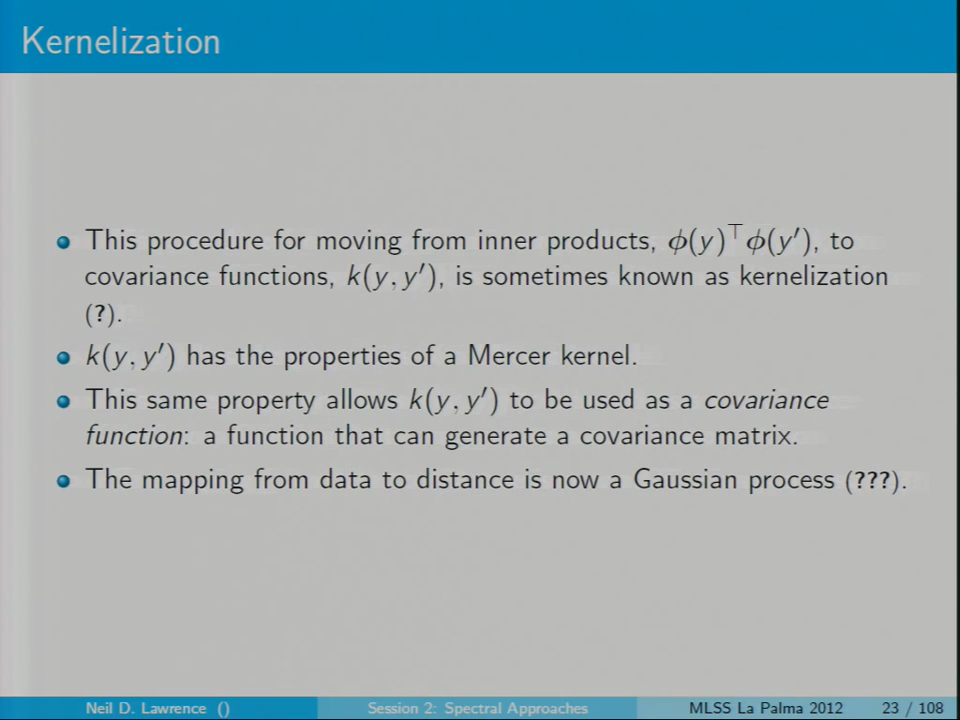 Kernelization
This procedure for moving from inner products, ϕ(y)⊤ϕ(y′), to
covariance functions, k(y, y′), is sometimes known as kernelization
(?).
k(y, y′) has the properties of a Mercer kernel.
This same property allows k(y, y′) to be used as a covariance
function: a function that can generate a covariance matrix.
The mapping from data to distance is now a Gaussian process (???).
Neil D. Lawrence () Session 2: Spectral Approaches MLSS La Palma 2012 23 / 108